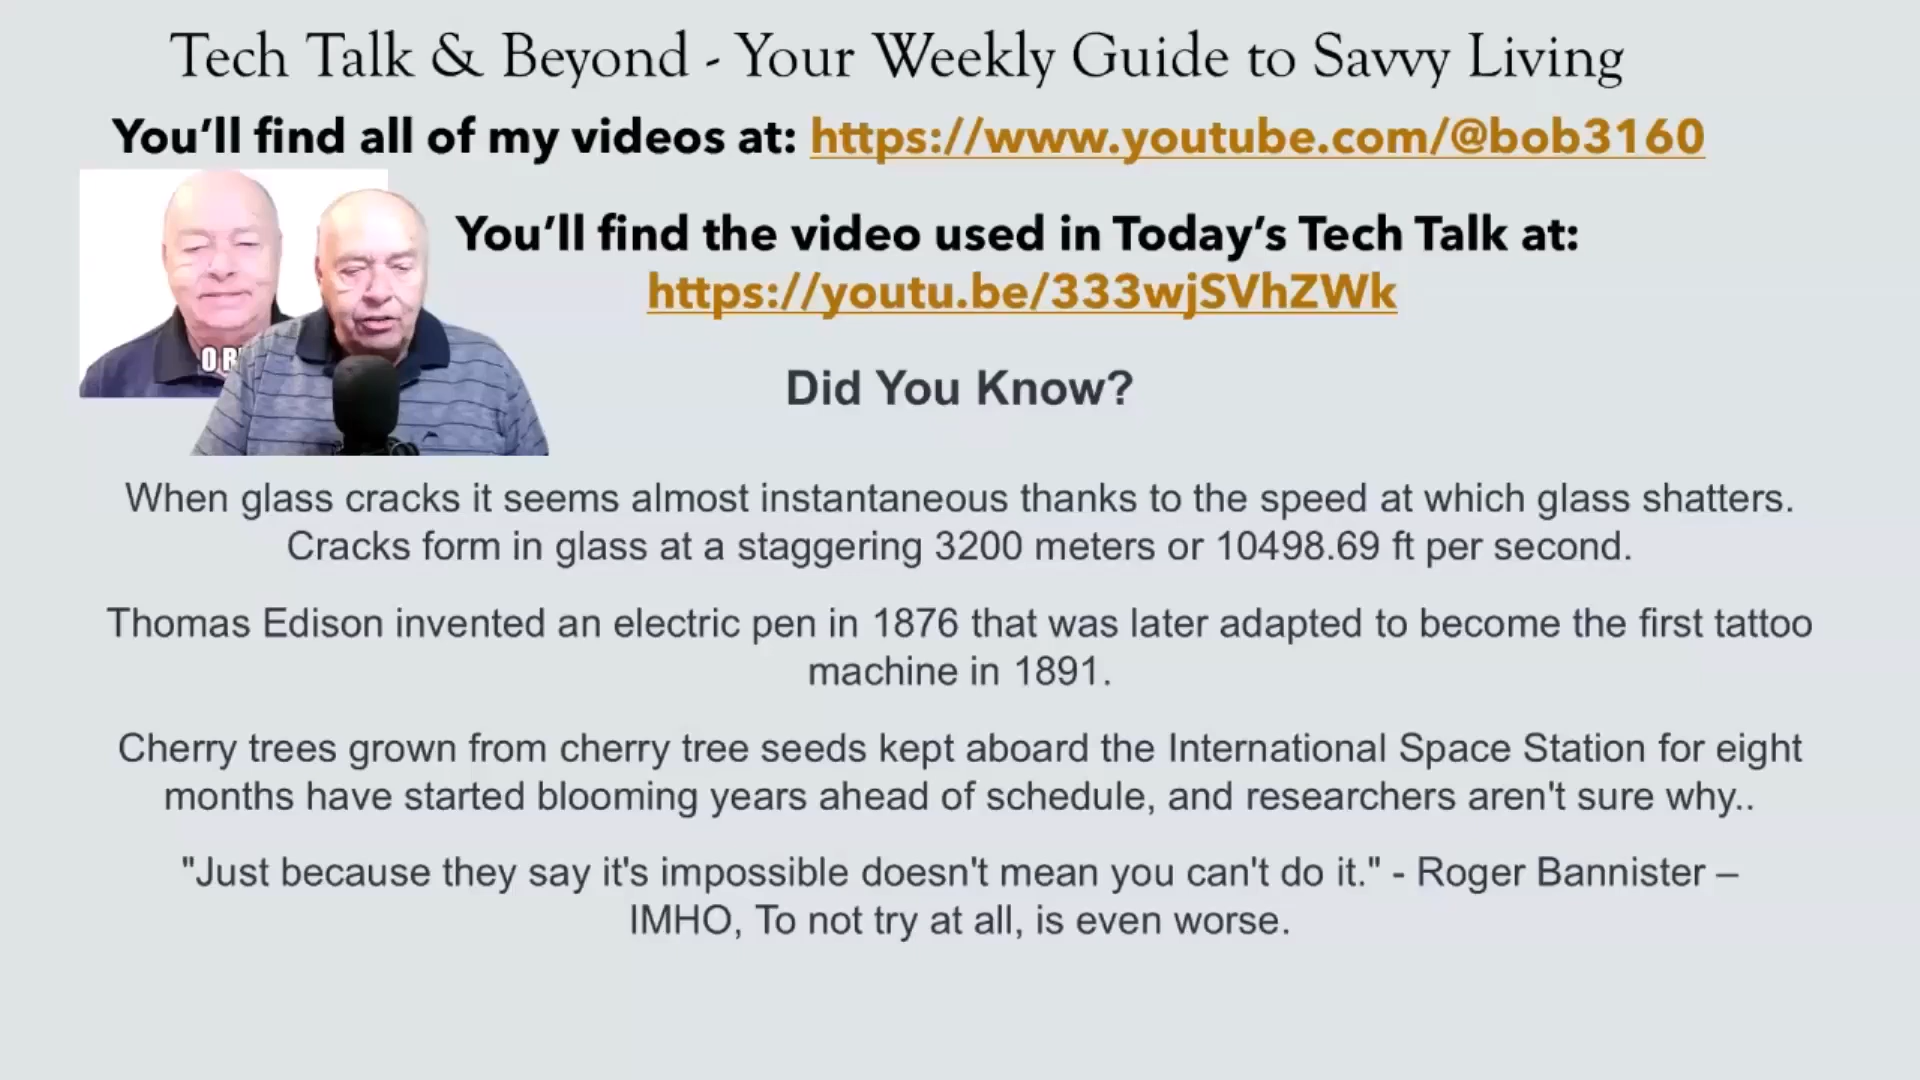 Tech Talk & Beyond - Your Weekly Guide to Savvy Living
You’ll find all of my videos at: https://www.youtube.com/@bob3160
You’ll find the video used in Today’s Tech Talk at:
https://youtu.be/333wjSVhZWk
Did You Know?
When glass cracks it seems almost instantaneous thanks to the speed at which glass shatters.
Cracks form in glass at a staggering 3200 meters or 10498.69 ft per second.
Thomas Edison invented an electric pen in 1876 that was later adapted to become the first tattoo
machine in 1891.
Cherry trees grown from cherry tree seeds kept aboard the International Space Station for eight
months have started blooming years ahead of schedule, and researchers aren't sure why..
"Just because they say it's impossible doesn't mean you can't do it." - Roger Bannister –
IMHO, To not try at all, is even worse.